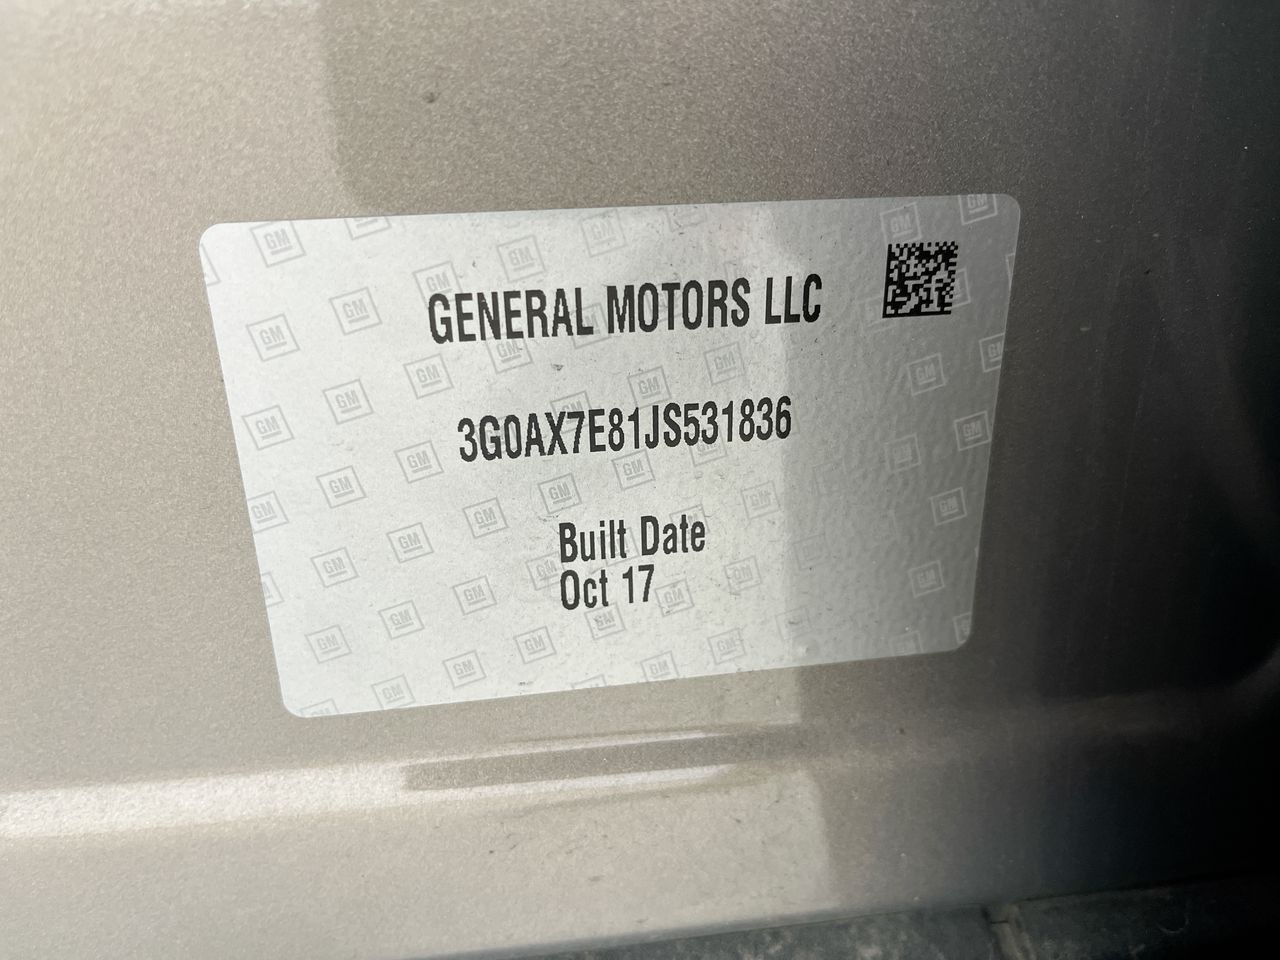 GENERAL MOTORS LLC
3G0AX7E81JS531836
Built Date
Oct 17